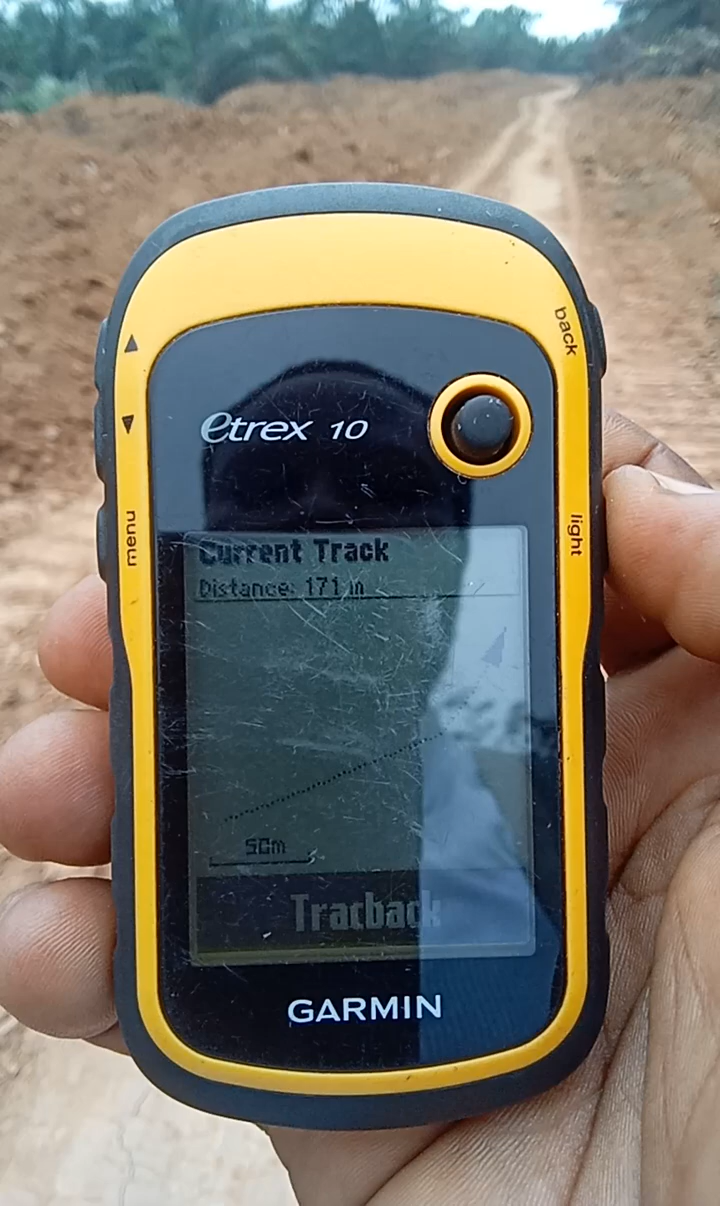 back
etrex 10
menu
light
Current Track
Distance: 171 m
50m
Tracback
GARMIN